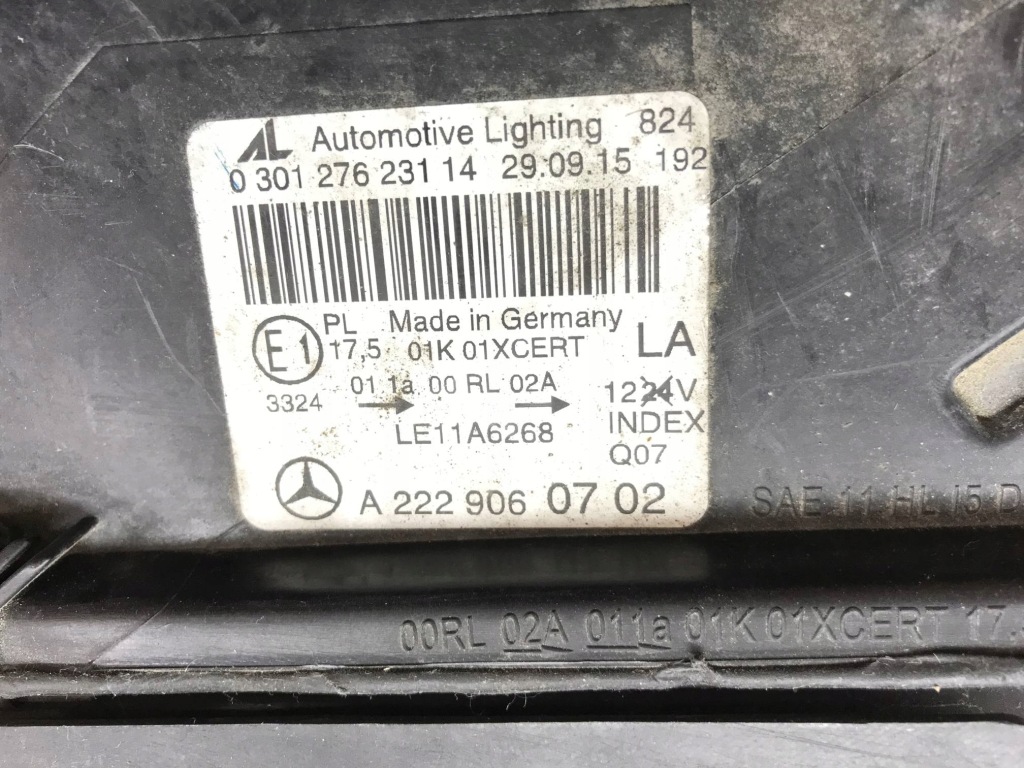 AL Automotive Lighting 824
0 301 276 231 14 29.09.15 192
E1 PL Made in Germany
17,5 01K 01XCERT LA
01 1a 00 RL 02A
3324 → → 1224V
LE11A6268 INDEX
Q07
A 222 906 07 02
SAE 11 HL I5 D
00RL 02A 011a 01K 01XCERT 17.